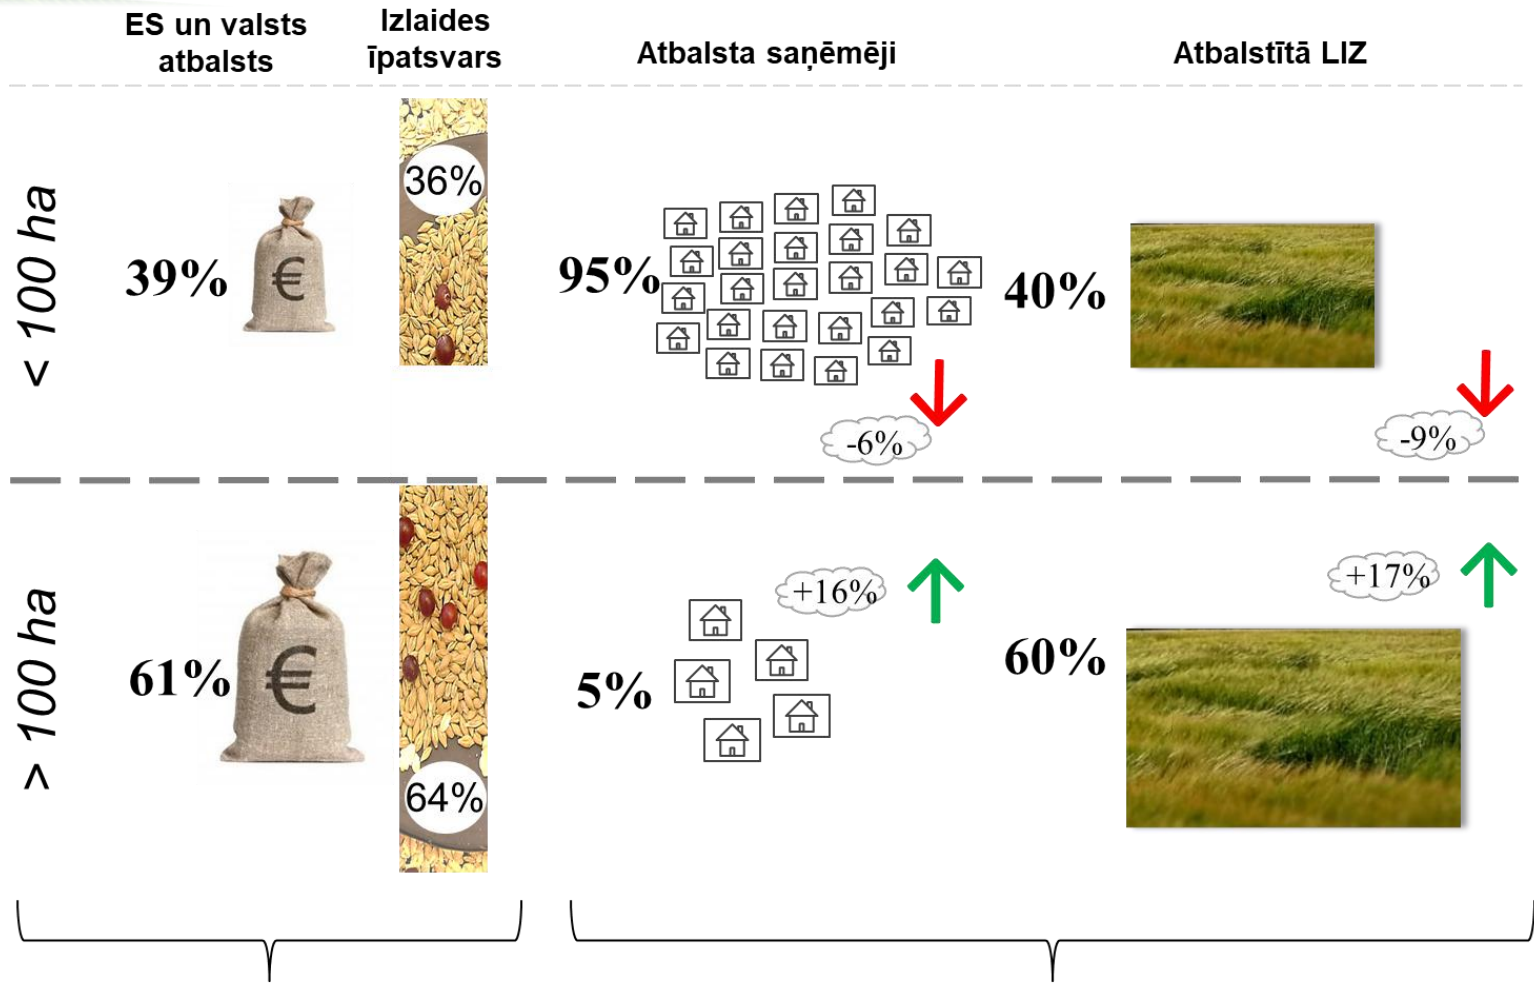 ES un valsts
atbalsts
Izlaides
īpatsvars
Atbalsta saņēmēji
Atbalstītā LIZ
< 100 ha
39%
€
36%
95%
40%
-6%
-9%
> 100 ha
61%
€
64%
5%
+16%
60%
+17%